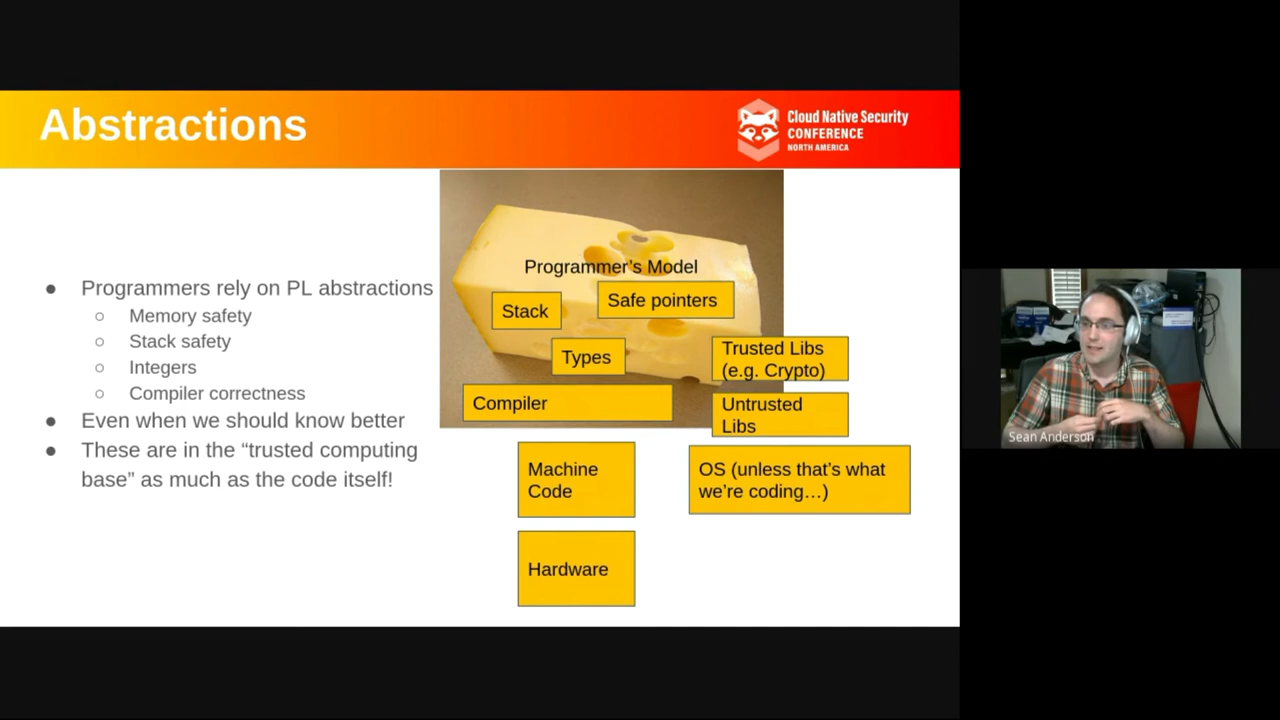 Abstractions
Cloud Native Security
CONFERENCE
NORTH AMERICA
Programmers rely on PL abstractions
Memory safety
Stack safety
Integers
Compiler correctness
Even when we should know better
These are in the “trusted computing
base” as much as the code itself!
Programmer’s Model
Stack
Safe pointers
Types
Trusted Libs
(e.g. Crypto)
Compiler
Untrusted
Libs
Machine
Code
OS (unless that’s what
we’re coding…)
Hardware
Sean Anderson